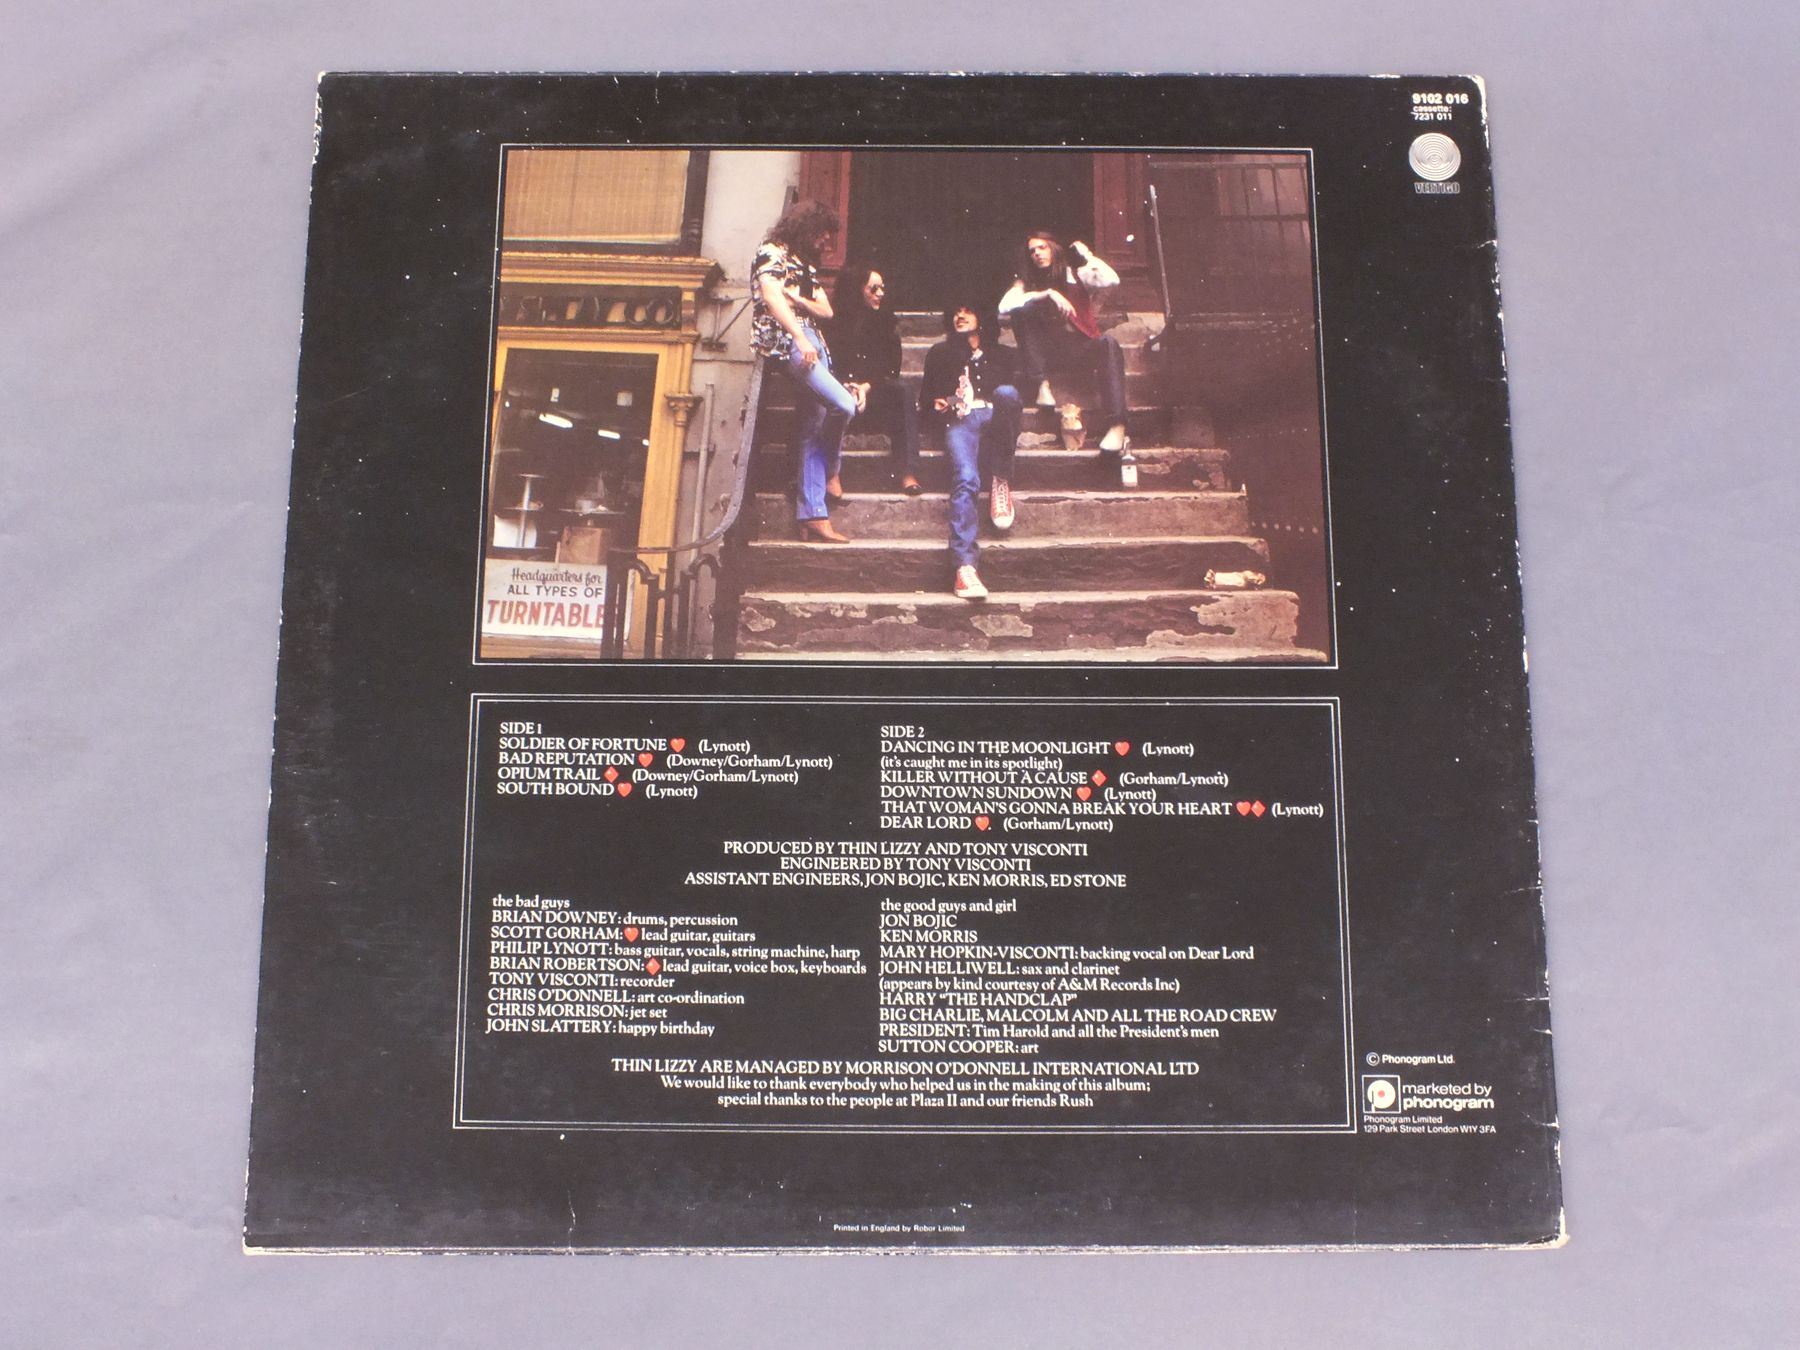 9102 016
cassette:
7231 011
VERTIGO
Headquarters for
ALL TYPES OF
TURNTABLE
SIDE 1
SOLDIER OF FORTUNE ♥ (Lynott)
BAD REPUTATION ♥ (Downey/Gorham/Lynott)
OPIUM TRAIL ♦ (Downey/Gorham/Lynott)
SOUTH BOUND ♥ (Lynott)
SIDE 2
DANCING IN THE MOONLIGHT ♥ (Lynott)
(it's caught me in its spotlight)
KILLER WITHOUT A CAUSE ♦ (Gorham/Lynott)
DOWNTOWN SUNDOWN ♥ (Lynott)
THAT WOMAN'S GONNA BREAK YOUR HEART ♥♦ (Lynott)
DEAR LORD ♥. (Gorham/Lynott)
PRODUCED BY THIN LIZZY AND TONY VISCONTI
ENGINEERED BY TONY VISCONTI
ASSISTANT ENGINEERS, JON BOJIC, KEN MORRIS, ED STONE
the bad guys
BRIAN DOWNEY: drums, percussion
SCOTT GORHAM: ♥ lead guitar, guitars
PHILIP LYNOTT: bass guitar, vocals, string machine, harp
BRIAN ROBERTSON: ♦ lead guitar, voice box, keyboards
TONY VISCONTI: recorder
CHRIS O'DONNELL: art co-ordination
CHRIS MORRISON: jet set
JOHN SLATTERY: happy birthday
the good guys and girl
JON BOJIC
KEN MORRIS
MARY HOPKIN-VISCONTI: backing vocal on Dear Lord
JOHN HELLIWELL: sax and clarinet
(appears by kind courtesy of A&M Records Inc)
HARRY "THE HANDCLAP"
BIG CHARLIE, MALCOLM AND ALL THE ROAD CREW
PRESIDENT: Tim Harold and all the President's men
SUTTON COOPER: art
THIN LIZZY ARE MANAGED BY MORRISON O'DONNELL INTERNATIONAL LTD
We would like to thank everybody who helped us in the making of this album;
special thanks to the people at Plaza II and our friends Rush
© Phonogram Ltd.
marketed by
phonogram
Phonogram Limited
129 Park Street London W1Y 3FA
Printed in England by Robor Limited